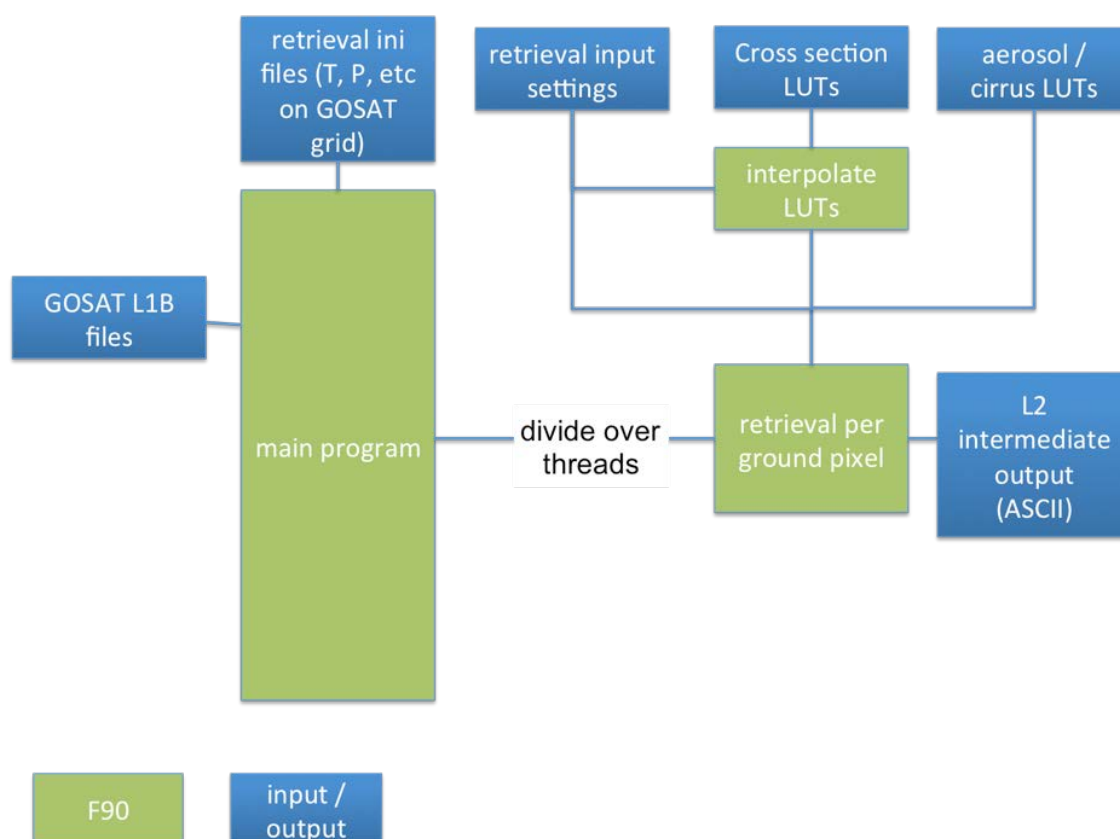 retrieval ini
files (T, P, etc
on GOSAT
grid)
retrieval input
settings
Cross section
LUTs
aerosol /
cirrus LUTs
interpolate
LUTs
GOSAT L1B
files
main program
divide over
threads
retrieval per
ground pixel
L2
intermediate
output
(ASCII)
F90
input /
output